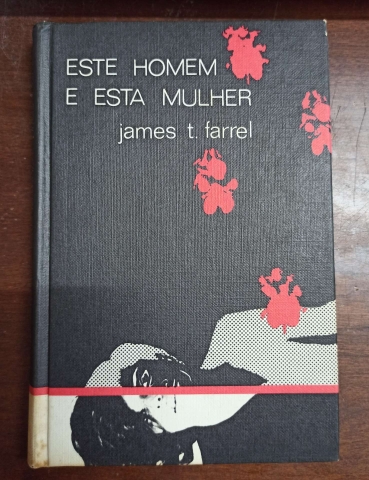 ESTE HOMEM
E ESTA MULHER
james t. farrel